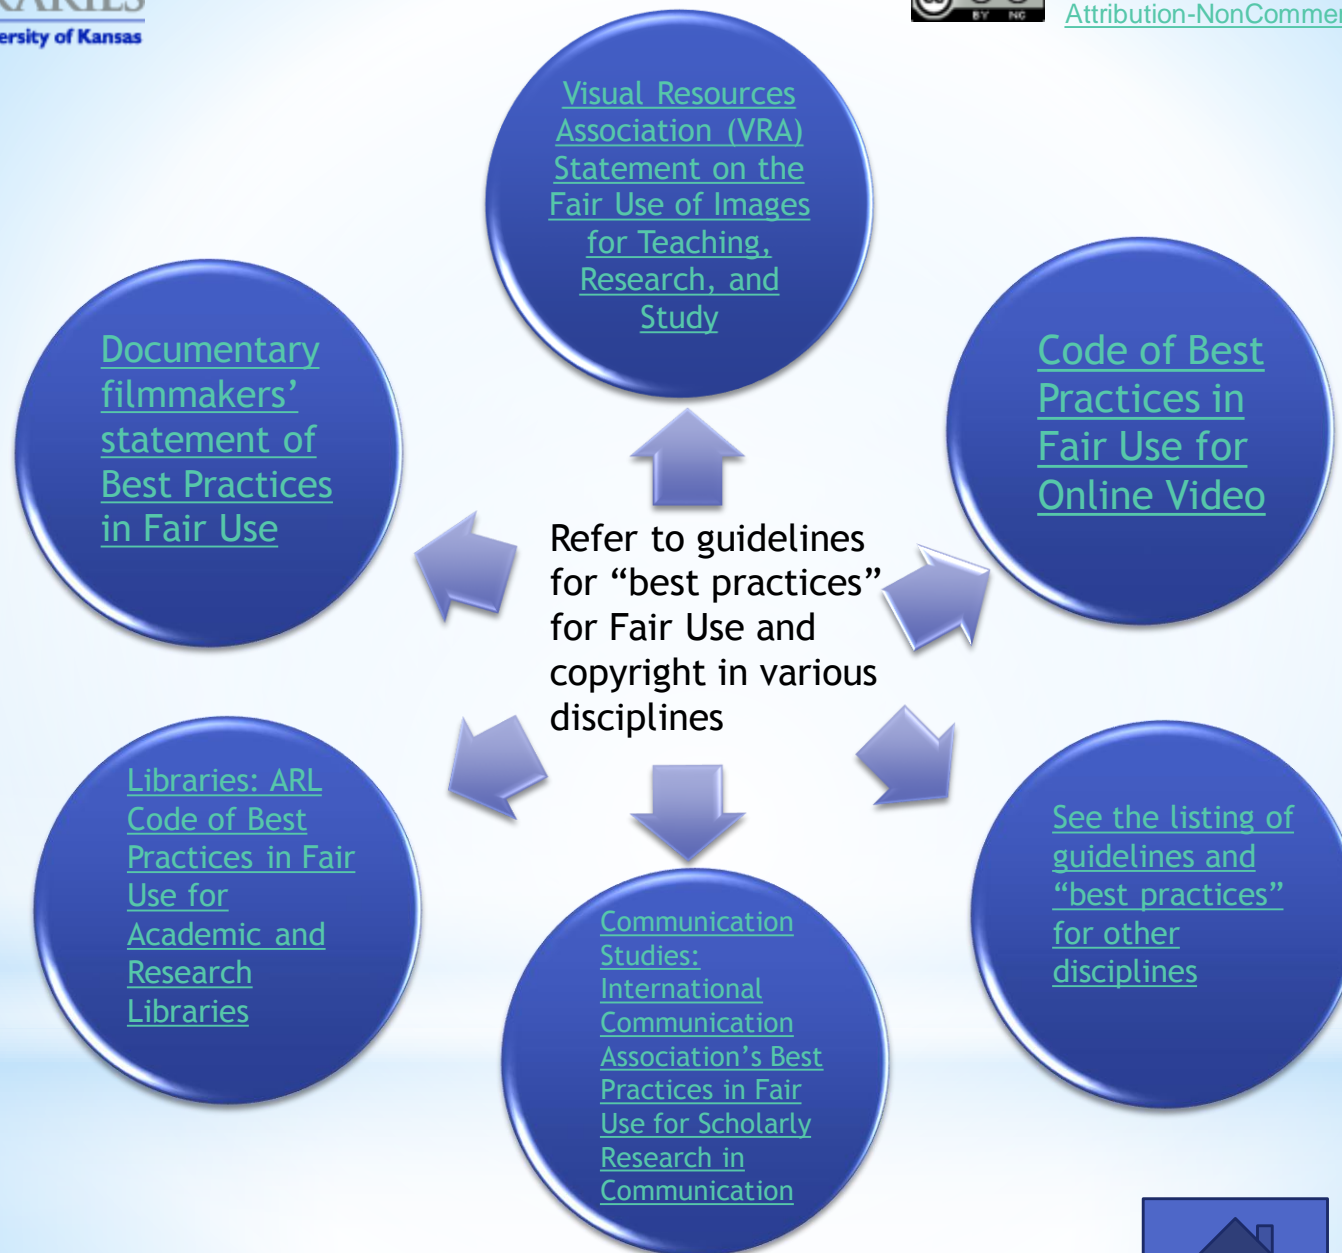 ersity of Kansas
BY NC
Attribution-NonCommer
Visual Resources
Association (VRA)
Statement on the
Fair Use of Images
for Teaching,
Research, and
Study
Documentary
filmmakers’
statement of
Best Practices
in Fair Use
Code of Best
Practices in
Fair Use for
Online Video
Refer to guidelines
for “best practices”
for Fair Use and
copyright in various
disciplines
Libraries: ARL
Code of Best
Practices in Fair
Use for
Academic and
Research
Libraries
Communication
Studies:
International
Communication
Association’s Best
Practices in Fair
Use for Scholarly
Research in
Communication
See the listing of
guidelines and
“best practices”
for other
disciplines